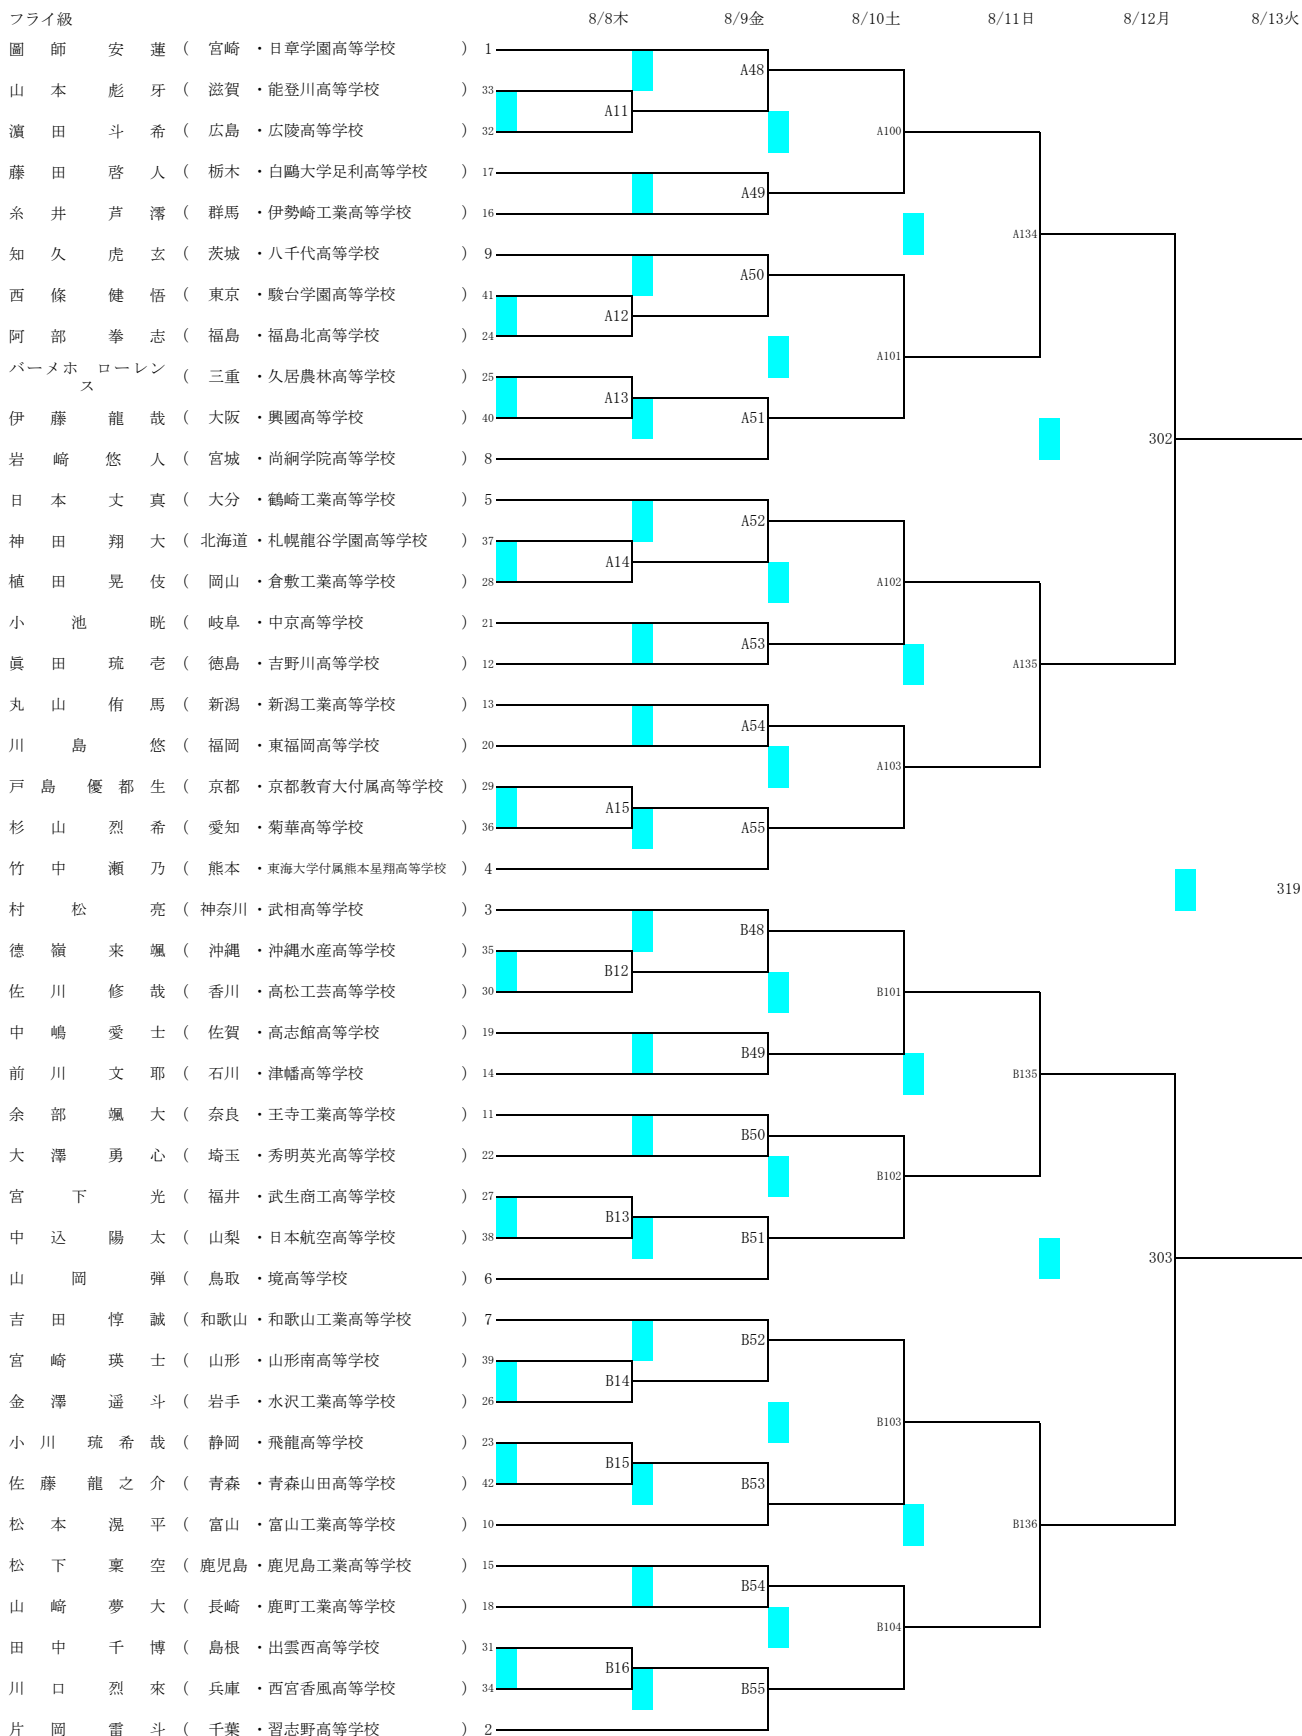 フライ級 8/8木 8/9金 8/10土 8/11日 8/12月 8/13火
圖師 安蓮 ( 宮崎 ・日章学園高等学校 ) 1
A48
山本 彪牙 ( 滋賀 ・能登川高等学校 ) 33
A11
濵田 斗希 ( 広島 ・広陵高等学校 ) 32
A100
藤田 啓人 ( 栃木 ・白鷗大学足利高等学校 ) 17
A49
糸井 芦澪 ( 群馬 ・伊勢崎工業高等学校 ) 16
A134
知久 虎玄 ( 茨城 ・八千代高等学校 ) 9
A50
西條 健悟 ( 東京 ・駿台学園高等学校 ) 41
A12
阿部 拳志 ( 福島 ・福島北高等学校 ) 24
A101
バーメホ ローレンス ( 三重 ・久居農林高等学校 ) 25
A13
伊藤 龍哉 ( 大阪 ・興國高等学校 ) 40
A51
302
岩﨑 悠人 ( 宮城 ・尚絅学院高等学校 ) 8
日本 丈真 ( 大分 ・鶴崎工業高等学校 ) 5
A52
神田 翔大 ( 北海道 ・札幌龍谷学園高等学校 ) 37
A14
植田 晃伎 ( 岡山 ・倉敷工業高等学校 ) 28
A102
小池 晄 ( 岐阜 ・中京高等学校 ) 21
A53
眞田 琉壱 ( 徳島 ・吉野川高等学校 ) 12
A135
丸山 侑馬 ( 新潟 ・新潟工業高等学校 ) 13
A54
川島 悠 ( 福岡 ・東福岡高等学校 ) 20
A103
戸島 優都生 ( 京都 ・京都教育大付属高等学校 ) 29
A15
杉山 烈希 ( 愛知 ・菊華高等学校 ) 36
A55
竹中 瀬乃 ( 熊本 ・東海大学付属熊本星翔高等学校 ) 4
319
村松 亮 ( 神奈川 ・武相高等学校 ) 3
B48
德嶺 来颯 ( 沖縄 ・沖縄水産高等学校 ) 35
B12
佐川 修哉 ( 香川 ・高松工芸高等学校 ) 30
B101
中嶋 愛士 ( 佐賀 ・高志館高等学校 ) 19
B49
前川 文耶 ( 石川 ・津幡高等学校 ) 14
B135
余部 颯大 ( 奈良 ・王寺工業高等学校 ) 11
B50
大澤 勇心 ( 埼玉 ・秀明英光高等学校 ) 22
B102
宮下 光 ( 福井 ・武生商工高等学校 ) 27
B13
中込 陽太 ( 山梨 ・日本航空高等学校 ) 38
B51
303
山岡 弾 ( 鳥取 ・境高等学校 ) 6
吉田 惇誠 ( 和歌山 ・和歌山工業高等学校 ) 7
B52
宮崎 瑛士 ( 山形 ・山形南高等学校 ) 39
B14
金澤 遥斗 ( 岩手 ・水沢工業高等学校 ) 26
B103
小川 琉希哉 ( 静岡 ・飛龍高等学校 ) 23
B15
佐藤 龍之介 ( 青森 ・青森山田高等学校 ) 42
B53
松本 滉平 ( 富山 ・富山工業高等学校 ) 10
B136
松下 稟空 ( 鹿児島 ・鹿児島工業高等学校 ) 15
B54
山﨑 夢大 ( 長崎 ・鹿町工業高等学校 ) 18
B104
田中 千博 ( 島根 ・出雲西高等学校 ) 31
B16
川口 烈來 ( 兵庫 ・西宮香風高等学校 ) 34
B55
片岡 雷斗 ( 千葉 ・習志野高等学校 ) 2